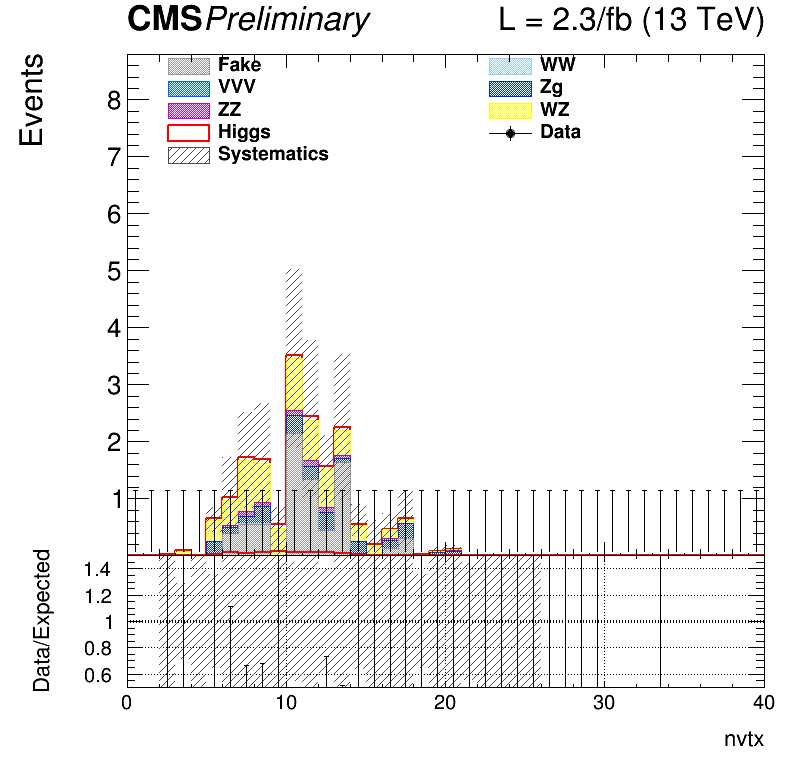 CMS Preliminary L = 2.3/fb (13 TeV)
Events
Fake WW
VVV Zg
ZZ WZ
Higgs Data
Systematics
8
7
6
5
4
3
2
1
Data/Expected
1.4
1.2
1
0.8
0.6
0 10 20 30 40
nvtx